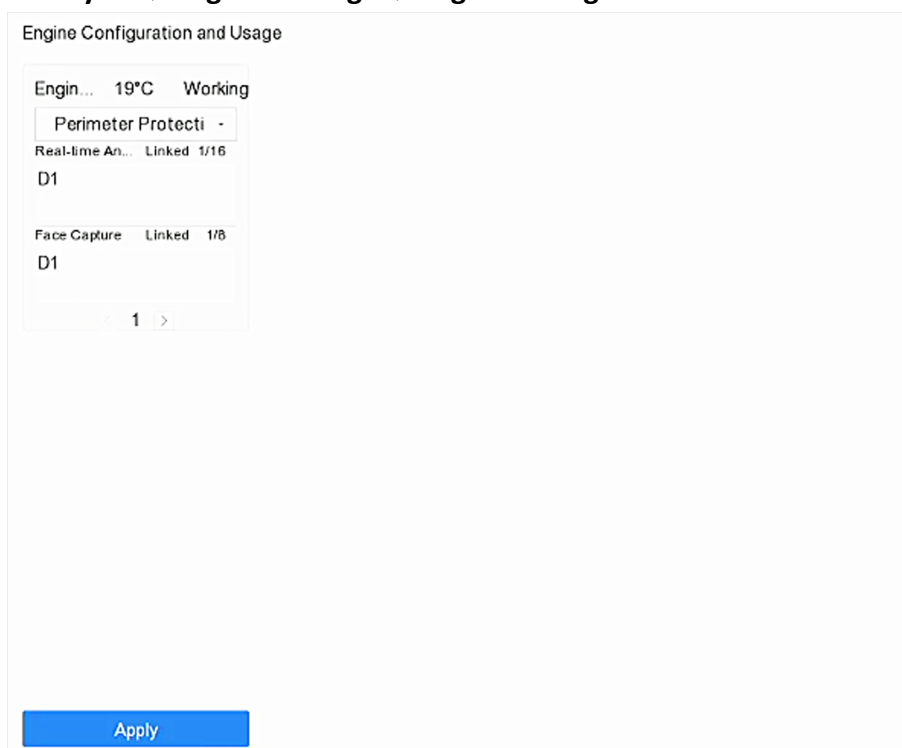 Engine Configuration and Usage
Engin... 19°C Working
Perimeter Protecti
Real-time An... Linked 1/16
D1
Face Capture Linked 1/8
D1
1 >
Apply